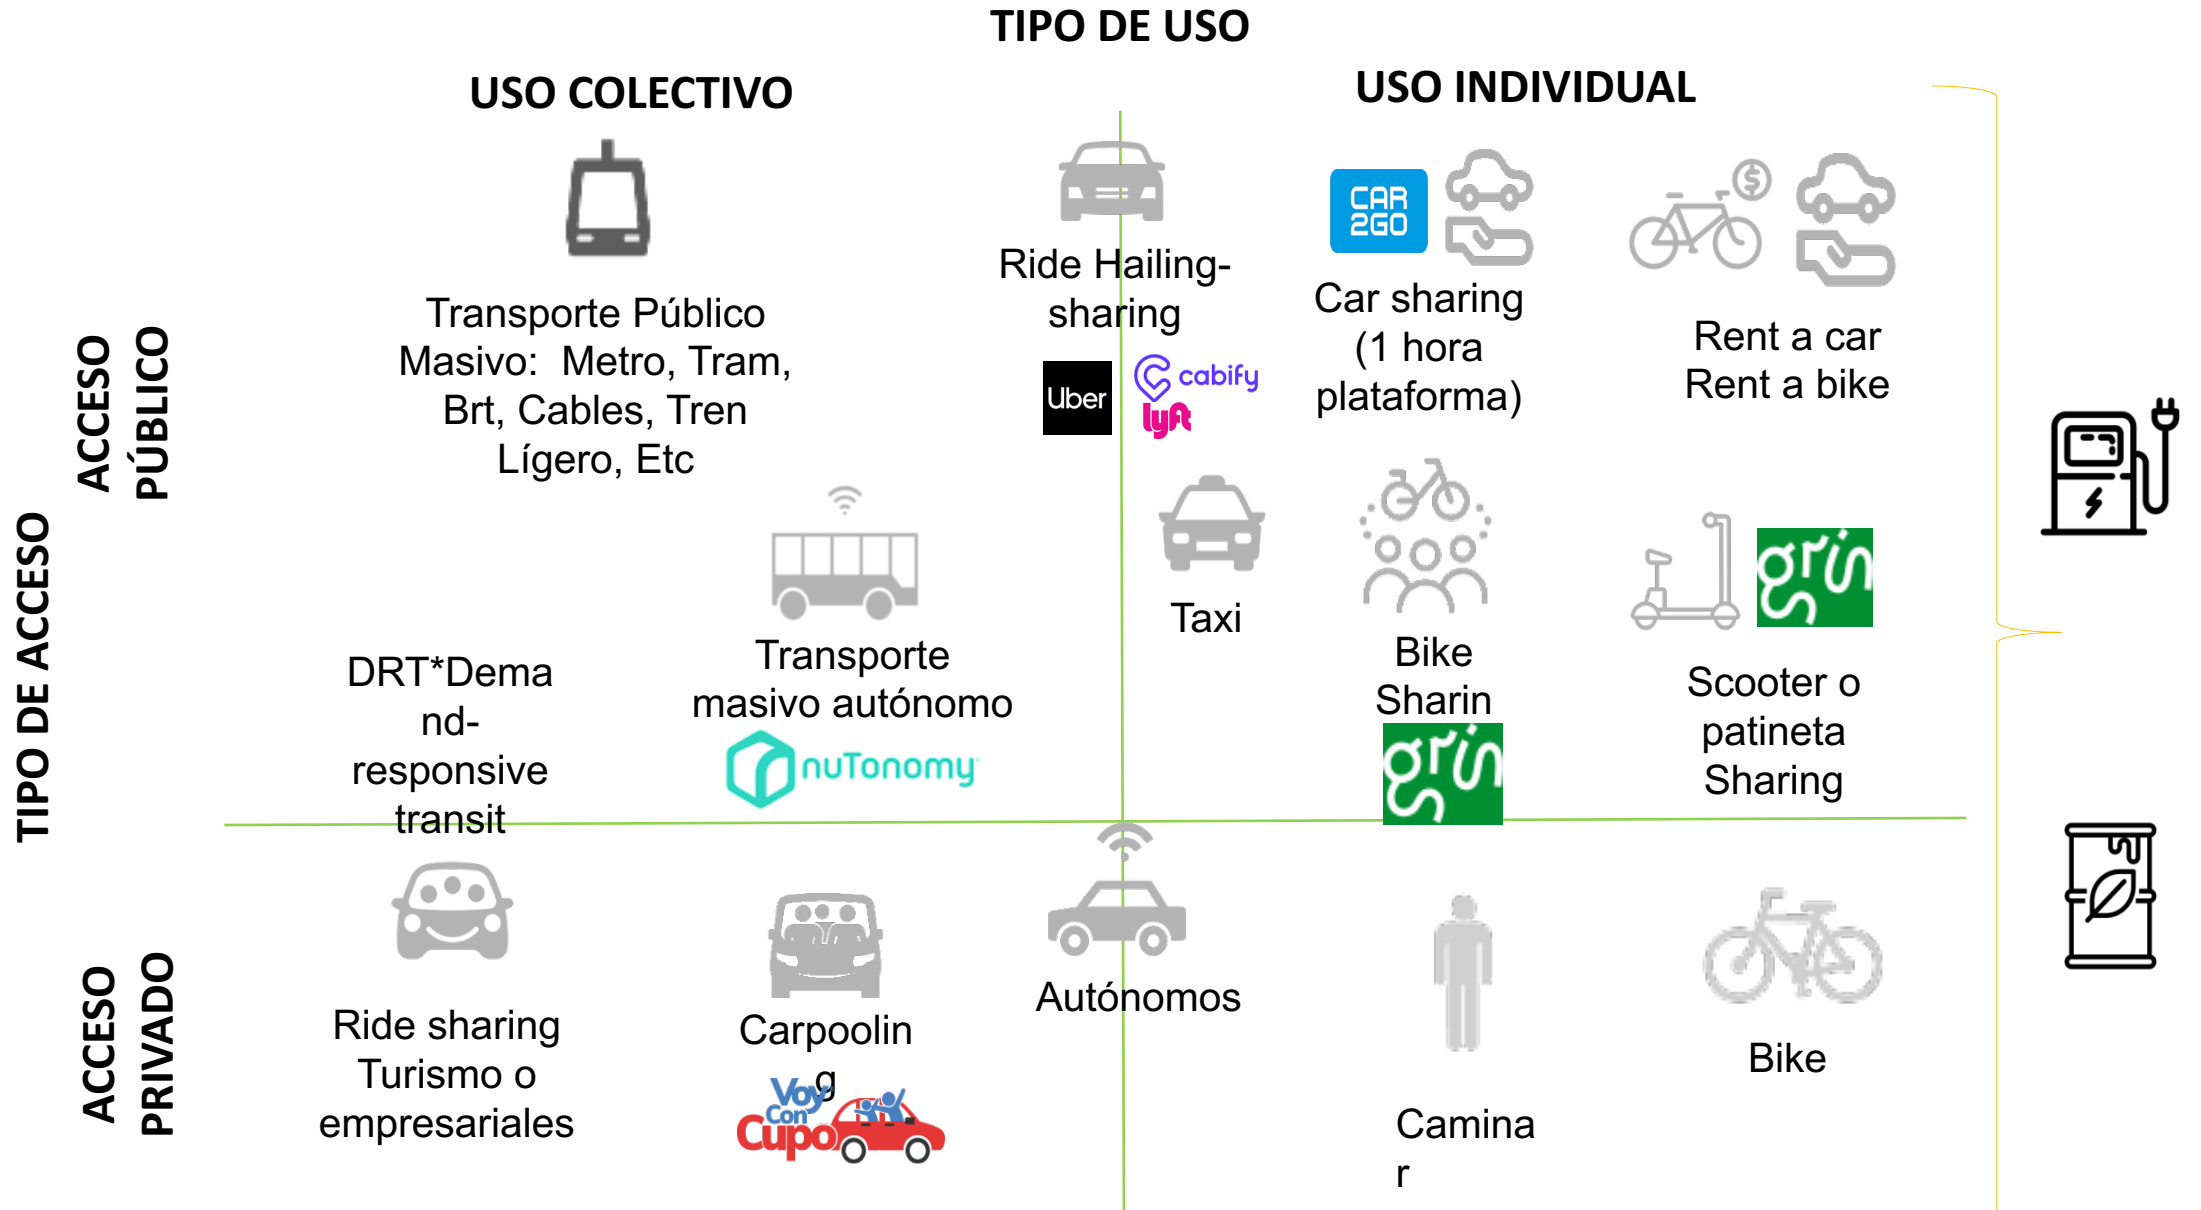 TIPO DE USO
USO COLECTIVO
USO INDIVIDUAL
TIPO DE ACCESO
ACCESO
PÚBLICO
Transporte Público
Masivo:  Metro, Tram,
Brt, Cables, Tren
Lígero, Etc
Ride Hailing-
sharing
Uber
cabify
lyft
CAR
2GO
Car sharing
(1 hora
plataforma)
$
Rent a car
Rent a bike
DRT*Dema
nd-
responsive
transit
Transporte
masivo autónomo
nuTonomy
Taxi
Bike
Sharin
grin
grin
Scooter o
patineta
Sharing
ACCESO
PRIVADO
Ride sharing
Turismo o
empresariales
Carpoolin
g
Voy
Con
Cupo
Autónomos
Camina
r
Bike